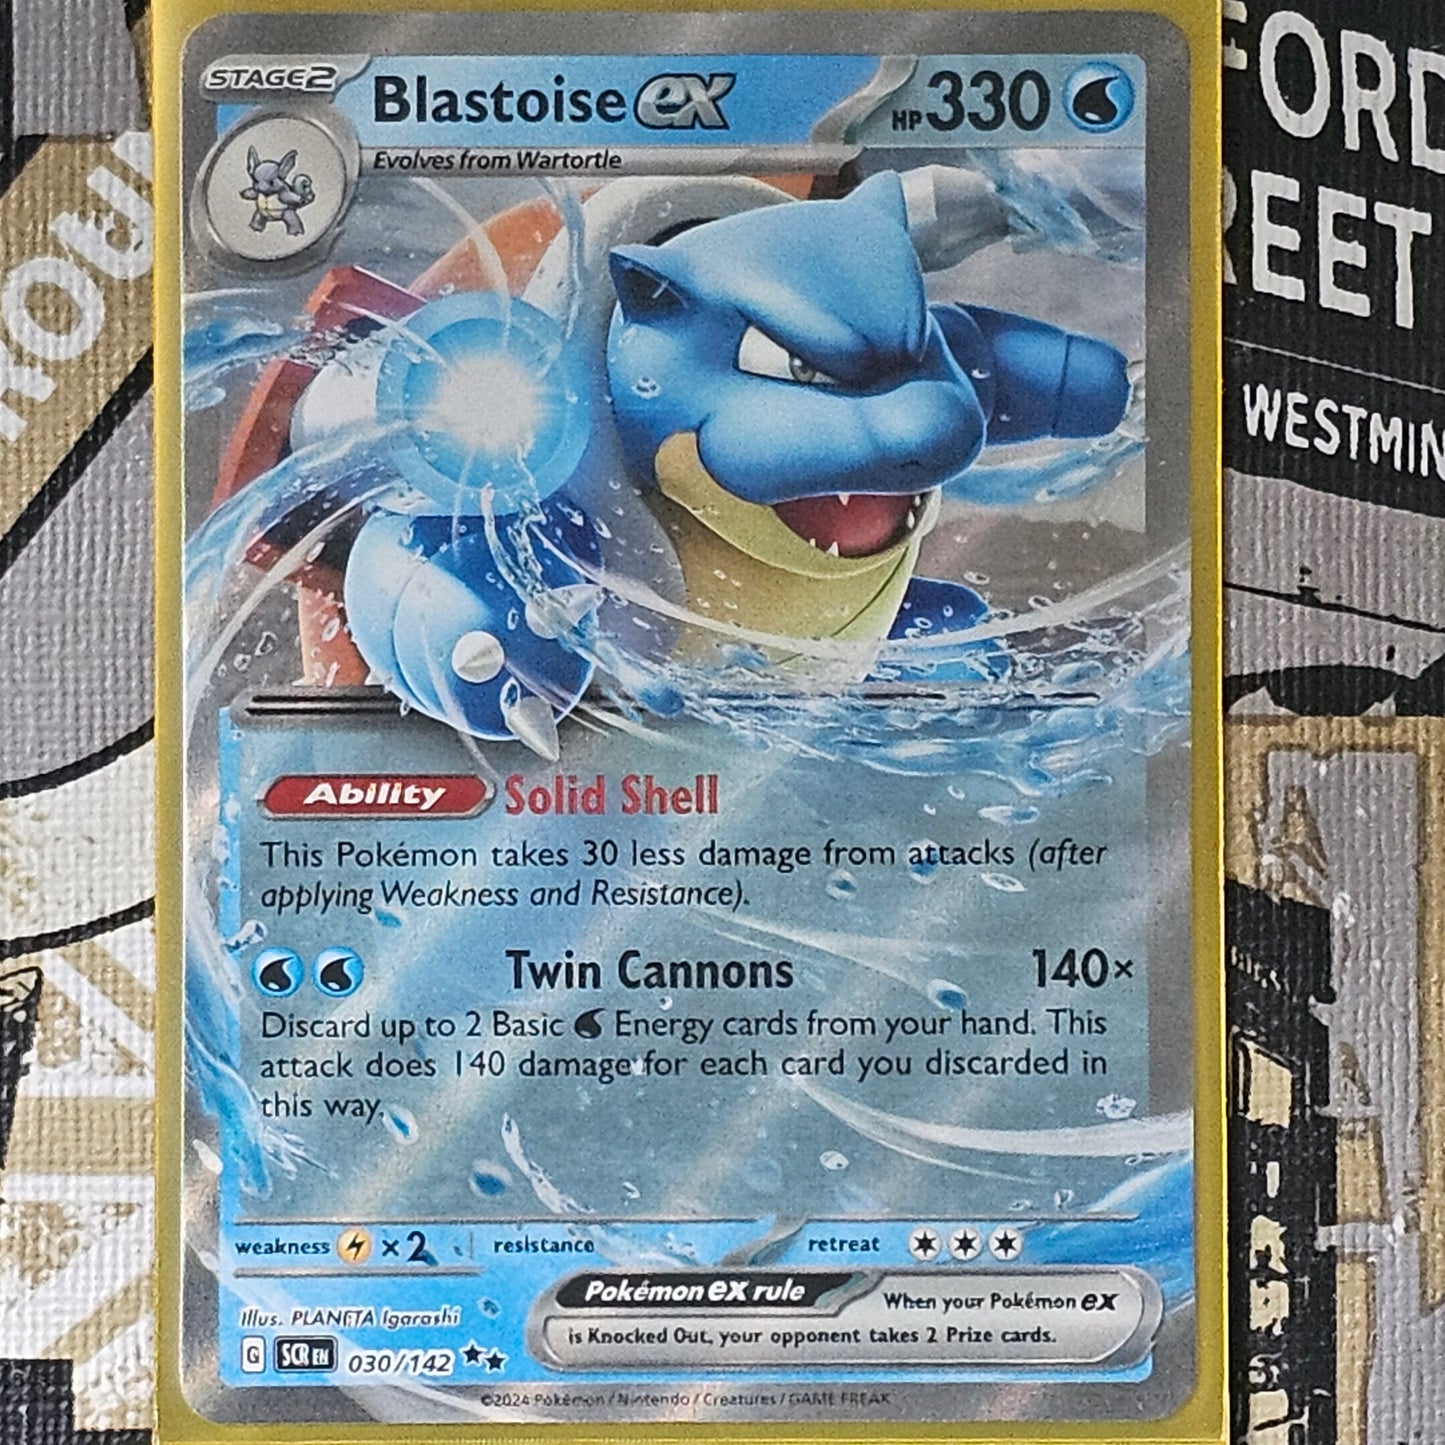 STAGE2
Blastoise ex
HP 330
Evolves from Wartortle
FORD
REET
WESTMIN
Ability Solid Shell
This Pokémon takes 30 less damage from attacks (after
applying Weakness and Resistance).
Twin Cannons 140×
Discard up to 2 Basic Energy cards from your hand. This
attack does 140 damage for each card you discarded in
this way.
weakness ×2 resistance retreat
Pokémon ex rule
When your Pokémon ex
is Knocked Out, your opponent takes 2 Prize cards.
Illus. PLANETA Igarashi
G SCR EN 030/142
©2024 Pokémon / Nintendo / Creatures / GAME FREAK